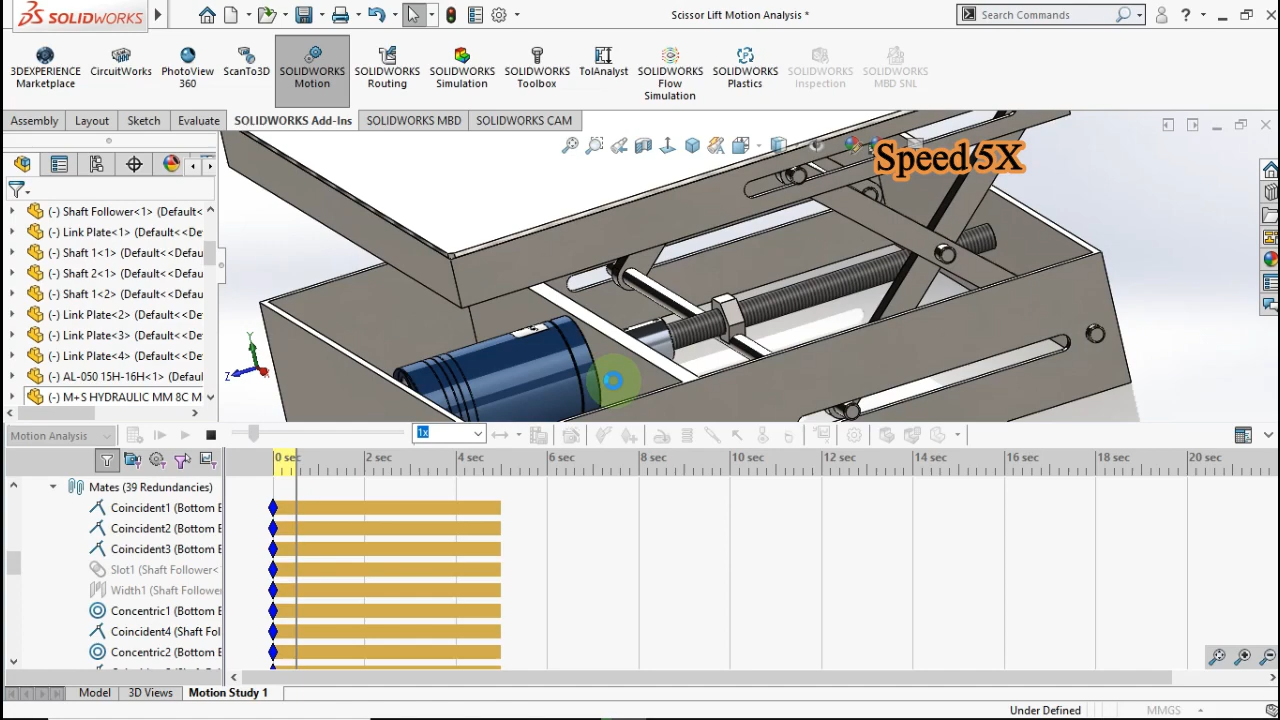 SOLIDWORKS
Scissor Lift Motion Analysis *
Search Commands
3DEXPERIENCE Marketplace
CircuitWorks
PhotoView 360
ScanTo3D
SOLIDWORKS Motion
SOLIDWORKS Routing
SOLIDWORKS Simulation
SOLIDWORKS Toolbox
TolAnalyst
SOLIDWORKS Flow Simulation
SOLIDWORKS Plastics
SOLIDWORKS Inspection
SOLIDWORKS MBD SNL
Assembly
Layout
Sketch
Evaluate
SOLIDWORKS Add-Ins
SOLIDWORKS MBD
SOLIDWORKS CAM
Speed 5X
(-) Shaft Follower<1> (Default<
(-) Link Plate<1> (Default<<De
(-) Shaft 1<1> (Default<<Def
(-) Shaft 2<1> (Default<<Def
(-) Shaft 1<2> (Default<<Def
(-) Link Plate<2> (Default<<De
(-) Link Plate<3> (Default<<De
(-) Link Plate<4> (Default<<De
(-) AL-050 15H-16H<1> (Defaul
(-) M+S HYDRAULIC MM 8C M
Y
Z
Motion Analysis
1x
0 sec
2 sec
4 sec
6 sec
8 sec
10 sec
12 sec
14 sec
16 sec
18 sec
20 sec
Mates (39 Redundancies)
Coincident1 (Bottom B
Coincident2 (Bottom B
Coincident3 (Bottom B
Slot1 (Shaft Follower<
Width1 (Shaft Follower
Concentric1 (Bottom B
Coincident4 (Shaft Fol
Concentric2 (Bottom B
Model
3D Views
Motion Study 1
Under Defined
MMGS